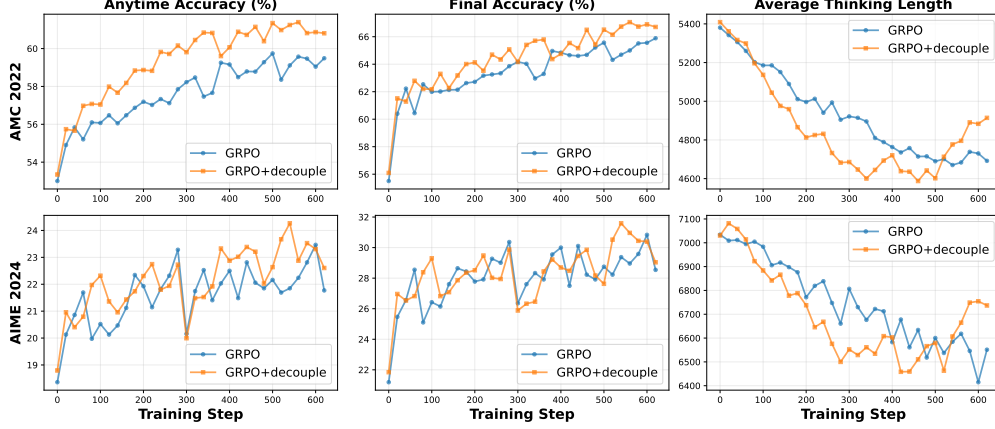 Anytime Accuracy (%)
Final Accuracy (%)
Average Thinking Length
AMC 2022
60
58
56
54
0 100 200 300 400 500 600
GRPO
GRPO+decouple
66
64
62
60
58
56
0 100 200 300 400 500 600
GRPO
GRPO+decouple
5400
5200
5000
4800
4600
0 100 200 300 400 500 600
GRPO
GRPO+decouple
AIME 2024
24
23
22
21
20
19
0 100 200 300 400 500 600
GRPO
GRPO+decouple
Training Step
32
30
28
26
24
22
0 100 200 300 400 500 600
GRPO
GRPO+decouple
Training Step
7100
7000
6900
6800
6700
6600
6500
6400
0 100 200 300 400 500 600
GRPO
GRPO+decouple
Training Step